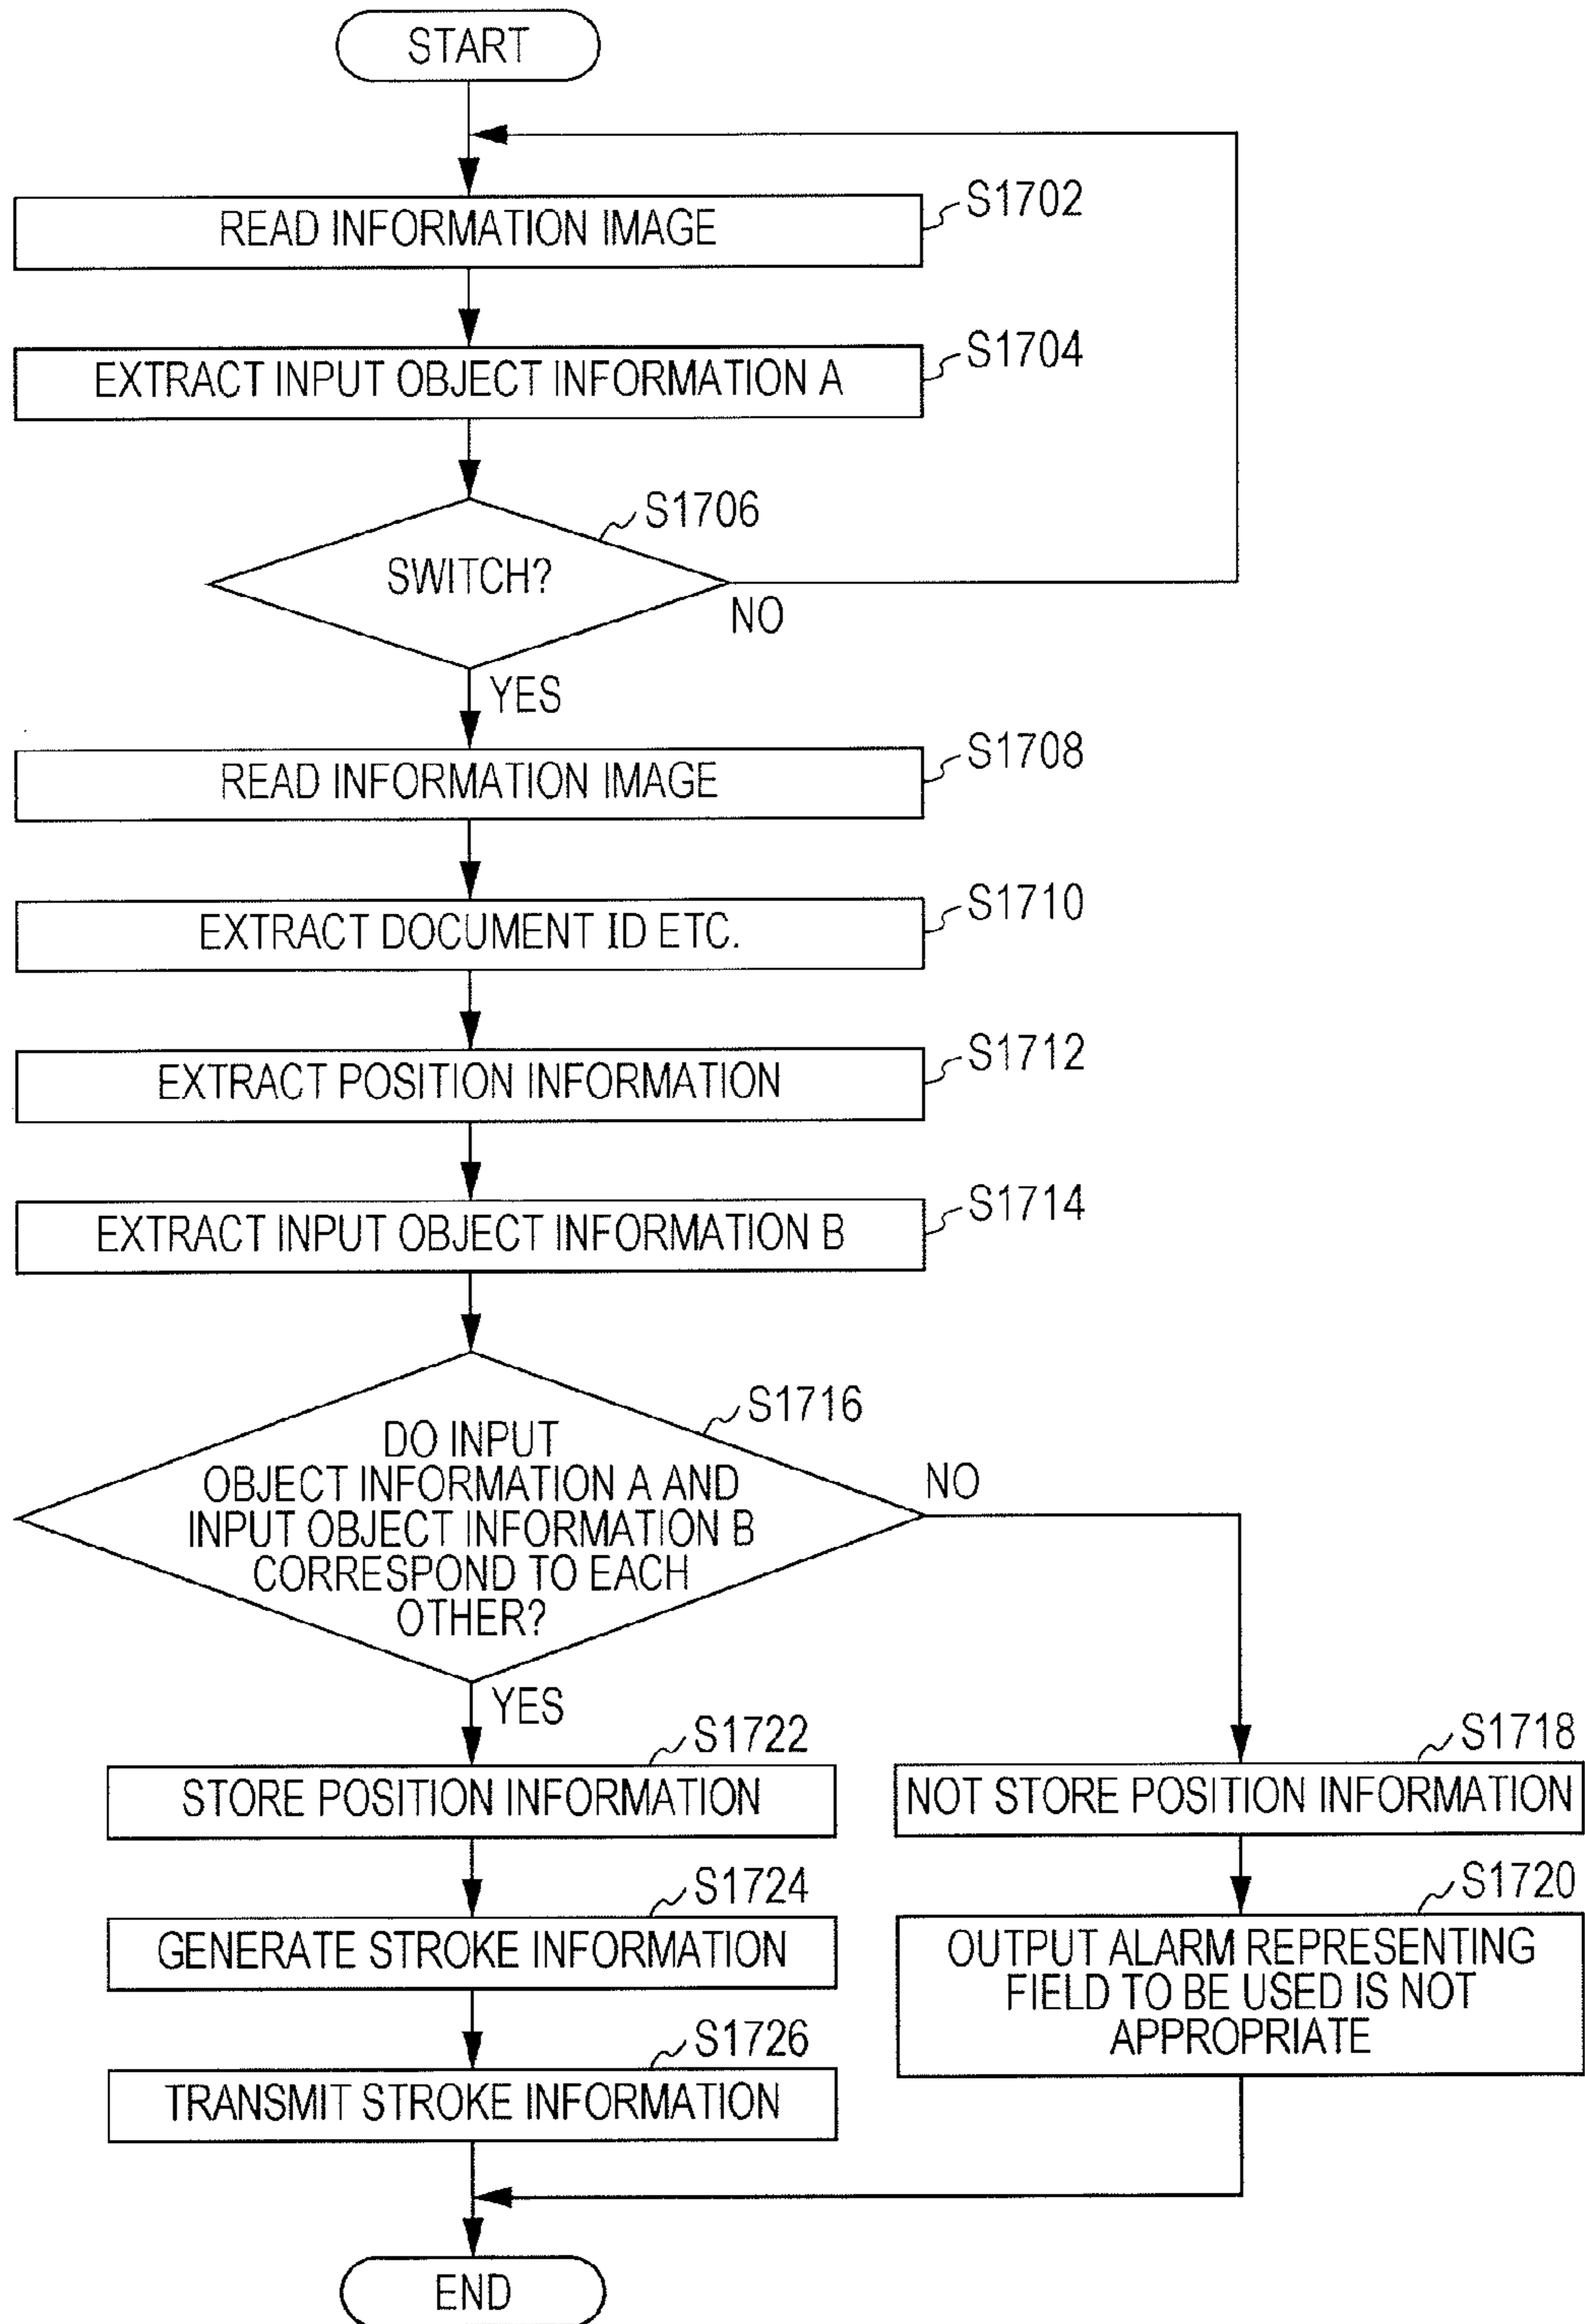 START
READ INFORMATION IMAGE
S1702
EXTRACT INPUT OBJECT INFORMATION A
S1704
SWITCH?
S1706
NO
YES
READ INFORMATION IMAGE
S1708
EXTRACT DOCUMENT ID ETC.
S1710
EXTRACT POSITION INFORMATION
S1712
EXTRACT INPUT OBJECT INFORMATION B
S1714
DO INPUT
OBJECT INFORMATION A AND
INPUT OBJECT INFORMATION B
CORRESPOND TO EACH
OTHER?
S1716
NO
YES
S1722
STORE POSITION INFORMATION
S1724
GENERATE STROKE INFORMATION
S1726
TRANSMIT STROKE INFORMATION
S1718
NOT STORE POSITION INFORMATION
S1720
OUTPUT ALARM REPRESENTING
FIELD TO BE USED IS NOT
APPROPRIATE
END